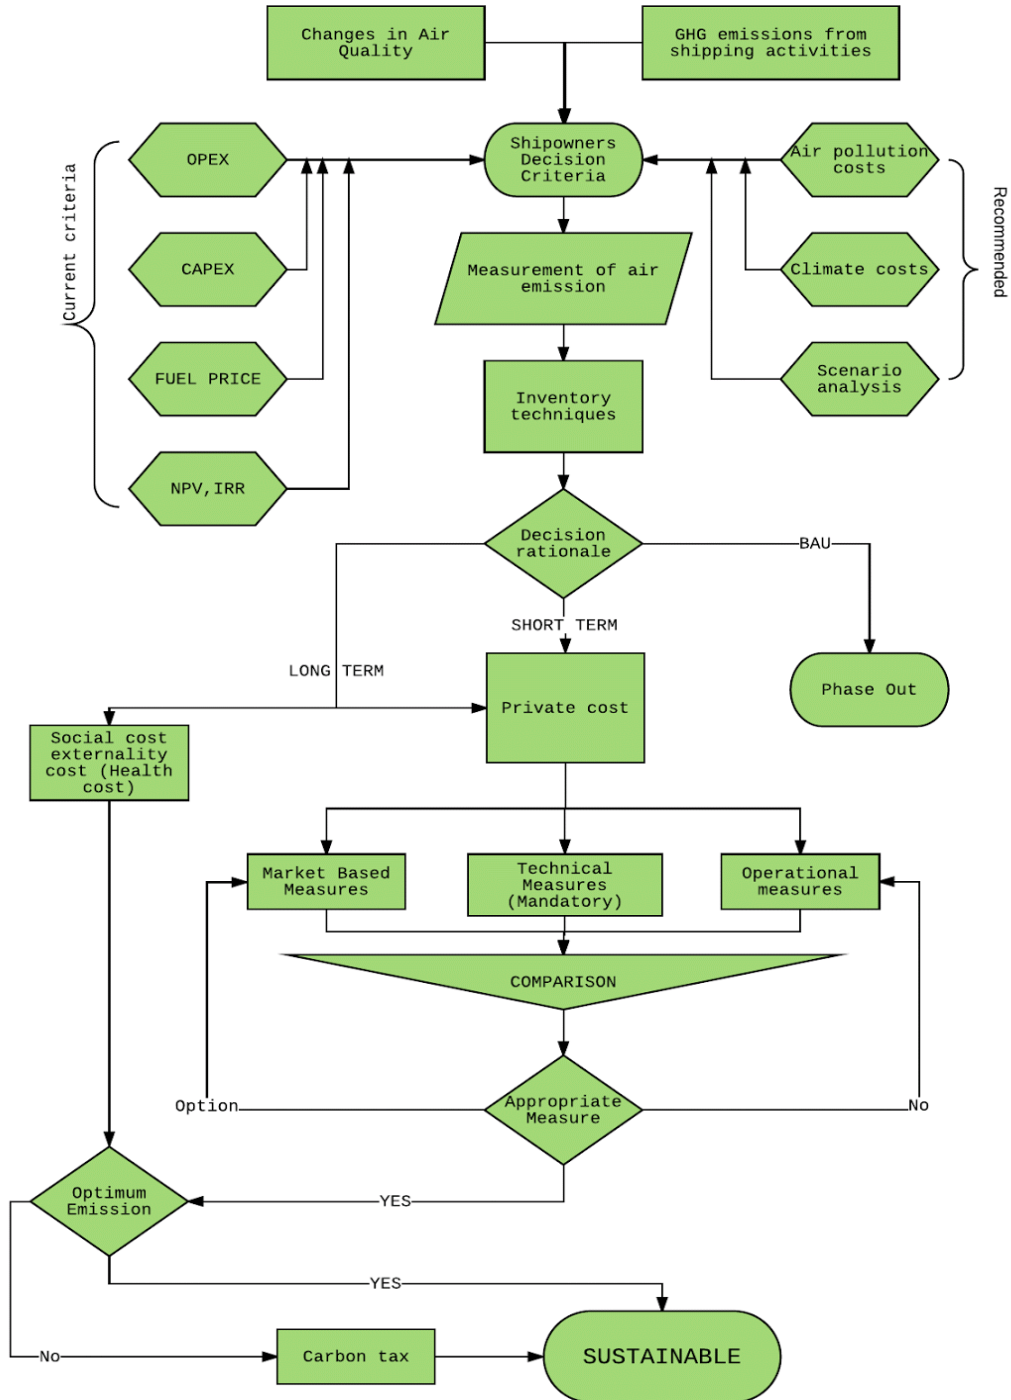 Changes in Air
Quality
GHG emissions from
shipping activities
OPEX
Shipowners
Decision
Criteria
Air pollution
costs
Current criteria
Recommended
CAPEX
Measurement of air
emission
Climate costs
FUEL PRICE
Inventory
techniques
Scenario
analysis
NPV,IRR
Decision
rationale
BAU
SHORT TERM
LONG TERM
Private cost
Phase Out
Social cost
externality
cost (Health
cost)
Market Based
Measures
Technical
Measures
(Mandatory)
Operational
measures
COMPARISON
Option
Appropriate
Measure
No
Optimum
Emission
YES
YES
No
Carbon tax
SUSTAINABLE